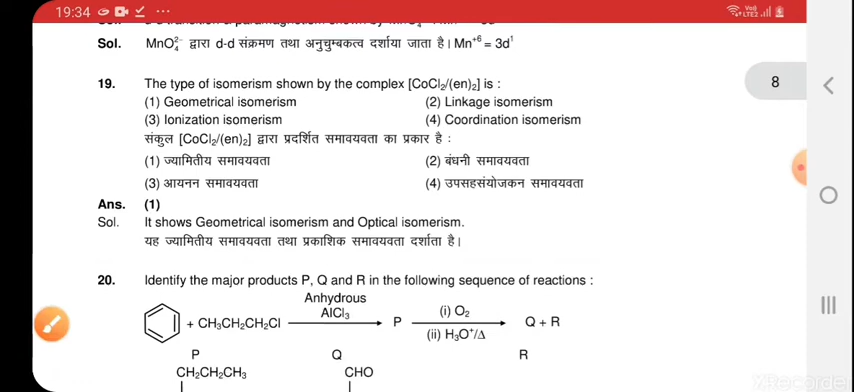 19:34
Vo))
LTE2
Sol. MnO₄²⁻ द्वारा d-d संक्रमण तथा अनुचुम्बकत्व दर्शाया जाता है। Mn⁺⁶ = 3d¹
8
19. The type of isomerism shown by the complex [CoCl₂/(en)₂] is :
(1) Geometrical isomerism (2) Linkage isomerism
(3) Ionization isomerism (4) Coordination isomerism
संकुल [CoCl₂/(en)₂] द्वारा प्रदर्शित समावयवता का प्रकार है :
(1) ज्यामितीय समावयवता (2) बंधनी समावयवता
(3) आयनन समावयवता (4) उपसहसंयोजकन समावयवता
Ans. (1)
Sol. It shows Geometrical isomerism and Optical isomerism.
यह ज्यामितीय समावयवता तथा प्रकाशिक समावयवता दर्शाता है।
20. Identify the major products P, Q and R in the following sequence of reactions :
Anhydrous
AlCl₃
+ CH₃CH₂CH₂Cl
P
(i) O₂
(ii) H₃O⁺/Δ
Q + R
P Q R
CH₂CH₂CH₃ CHO
XRecorder